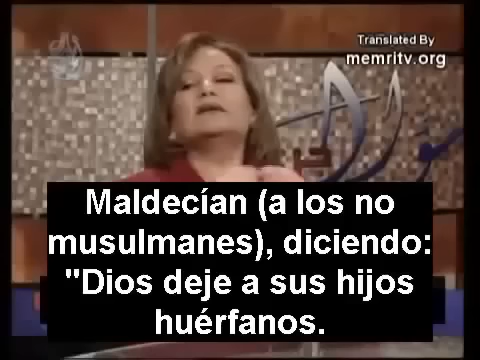 Translated By
memritv.org
Maldecían (a los no
musulmanes), diciendo:
"Dios deje a sus hijos
huérfanos.